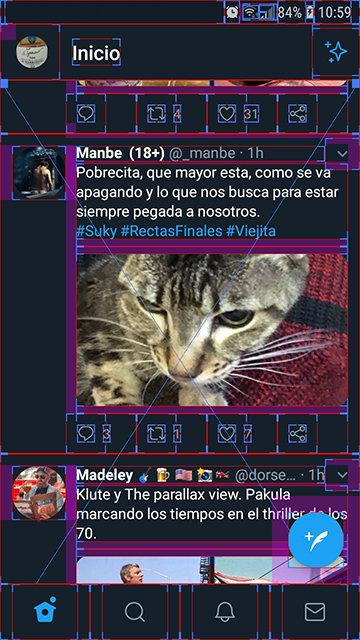 84% 10:59
Inicio
4 31
Manbe (18+) @_manbe · 1h
Pobrecita, que mayor esta, como se va
apagando y lo que nos busca para estar
siempre pegada a nosotros.
#Suky #RectasFinales #Viejita
3 1 7
Madeley @dorse... · 1h
Klute y The parallax view. Pakula
marcando los tiempos en el thriller de los
70.